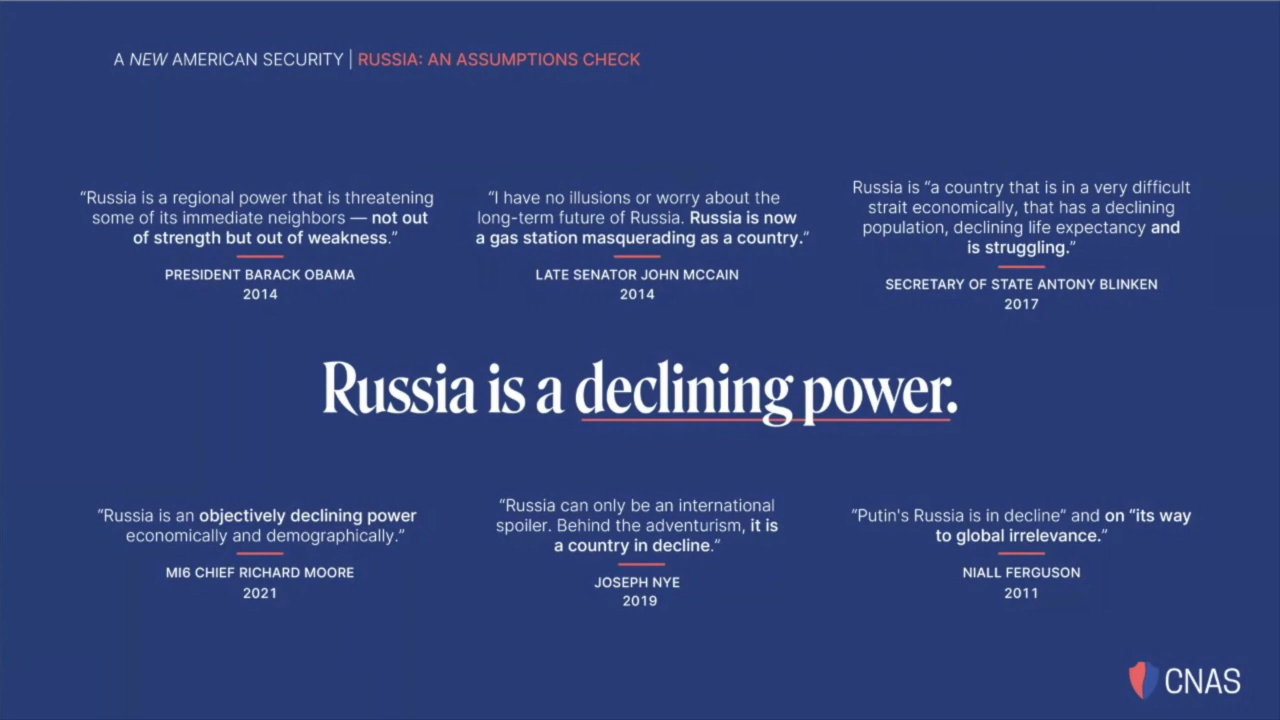 A NEW AMERICAN SECURITY | RUSSIA: AN ASSUMPTIONS CHECK
“Russia is a regional power that is threatening
some of its immediate neighbors — not out
of strength but out of weakness.”
PRESIDENT BARACK OBAMA
2014
“I have no illusions or worry about the
long-term future of Russia. Russia is now
a gas station masquerading as a country.”
LATE SENATOR JOHN MCCAIN
2014
Russia is “a country that is in a very difficult
strait economically, that has a declining
population, declining life expectancy and
is struggling.”
SECRETARY OF STATE ANTONY BLINKEN
2017
Russia is a declining power.
“Russia is an objectively declining power
economically and demographically.”
MI6 CHIEF RICHARD MOORE
2021
“Russia can only be an international
spoiler. Behind the adventurism, it is
a country in decline.”
JOSEPH NYE
2019
“Putin's Russia is in decline” and on “its way
to global irrelevance.”
NIALL FERGUSON
2011
CNAS